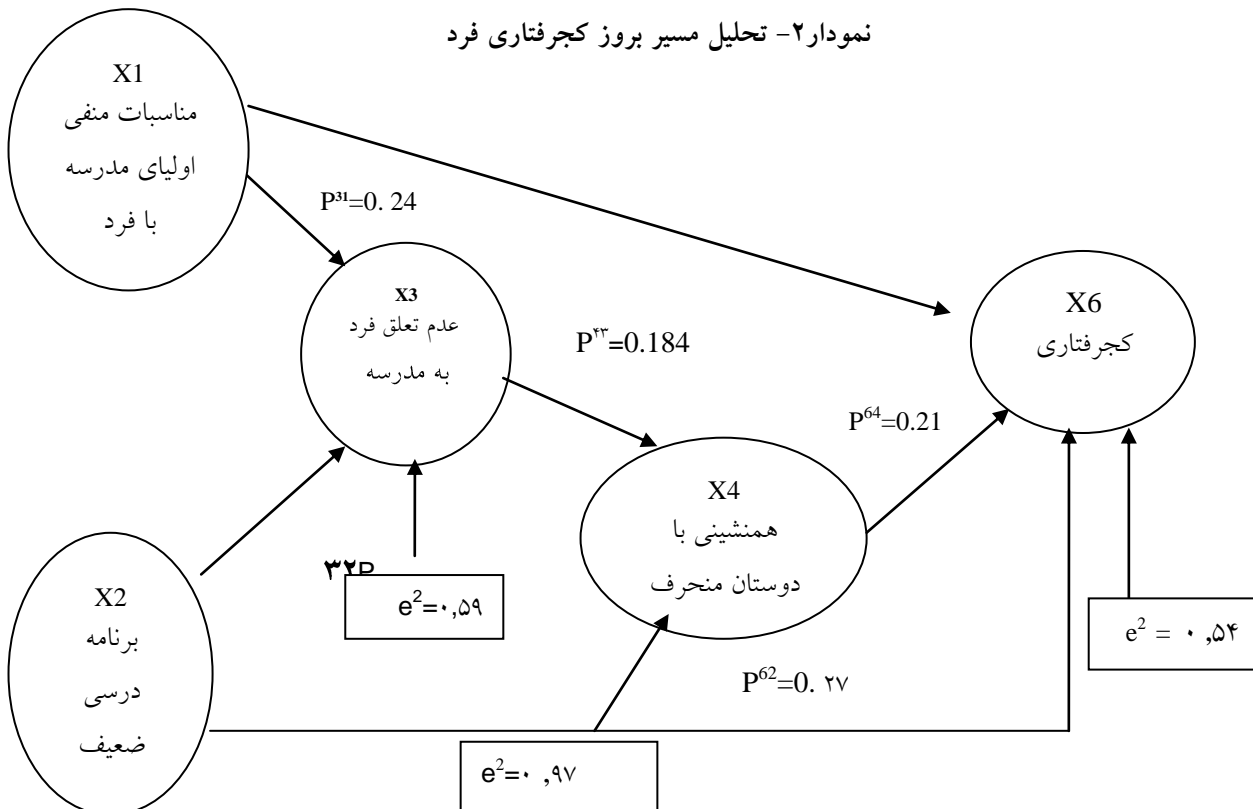 نمودار۲- تحلیل مسیر بروز کجرفتاری فرد
X1
مناسبات منفی
اولیای مدرسه
با فرد
P³¹=0. 24
X3
عدم تعلق فرد
به مدرسه
P۴۳=0.184
X6
کجرفتاری
P⁶⁴=0.21
X4
همنشینی با
دوستان منحرف
۳۲P
e²=۰,۵۹
X2
برنامه
درسی
ضعیف
e² = ۰,۵۴
P⁶²=0. ۲۷
e²=۰,۹۷